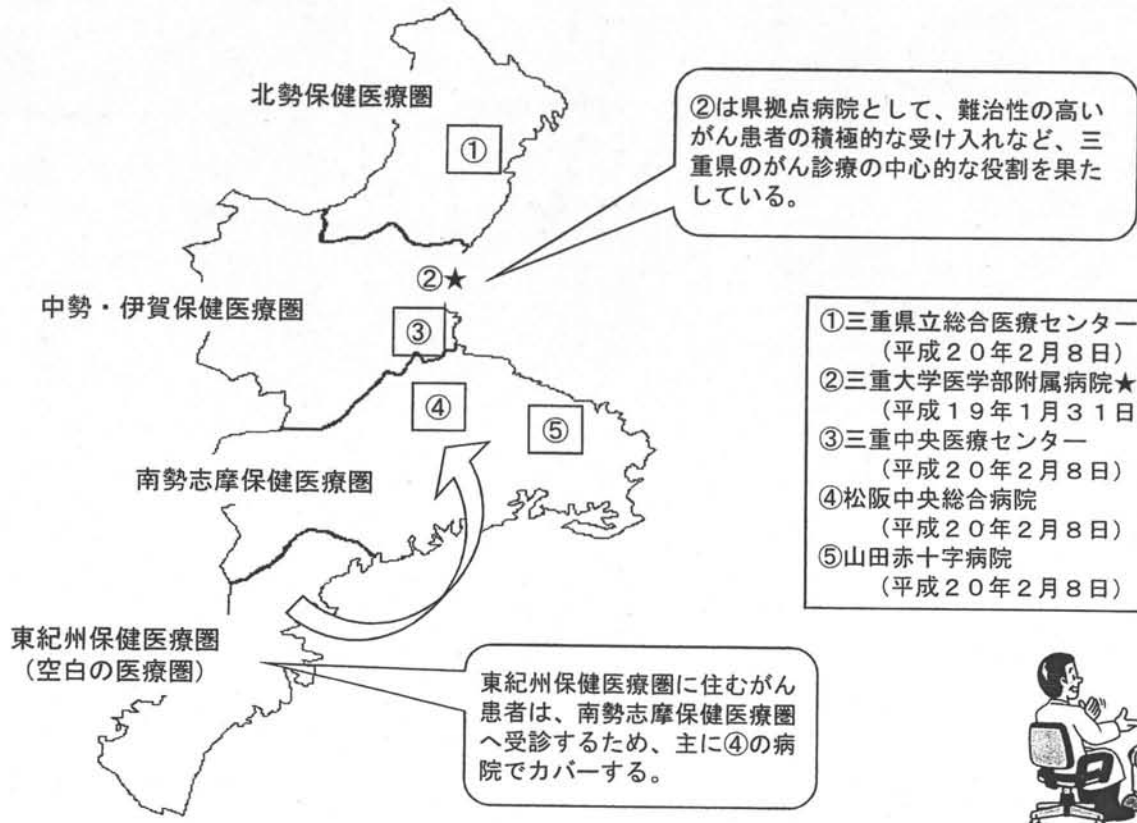 北勢保健医療圏
①
②は県拠点病院として、難治性の高い
がん患者の積極的な受け入れなど、三
重県のがん診療の中心的な役割を果た
している。
②★
中勢・伊賀保健医療圏
③
①三重県立総合医療センター
(平成20年2月8日)
②三重大学医学部附属病院★
(平成19年1月31日
③三重中央医療センター
(平成20年2月8日)
④松阪中央総合病院
(平成20年2月8日)
⑤山田赤十字病院
(平成20年2月8日)
④
⑤
南勢志摩保健医療圏
東紀州保健医療圏
(空白の医療圏)
東紀州保健医療圏に住むがん
患者は、南勢志摩保健医療圏
へ受診するため、主に④の病
院でカバーする。